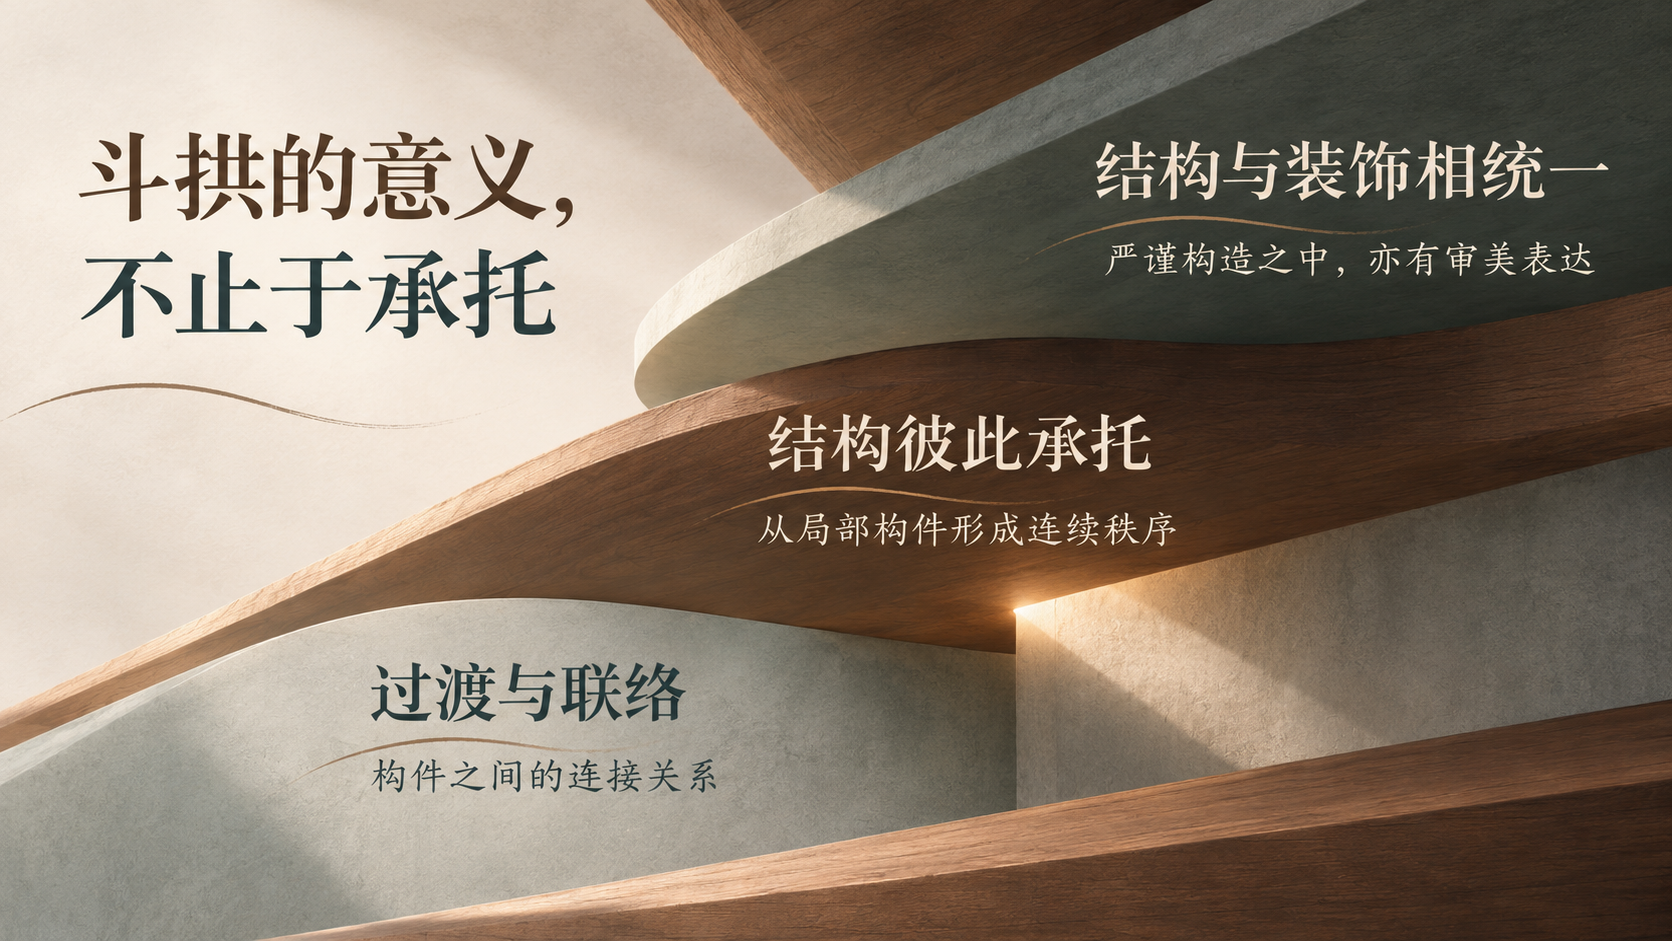 斗拱的意义,
不止于承托
结构与装饰相统一
严谨构造之中，亦有审美表达
结构彼此承托
从局部构件形成连续秩序
过渡与联络
构件之间的连接关系